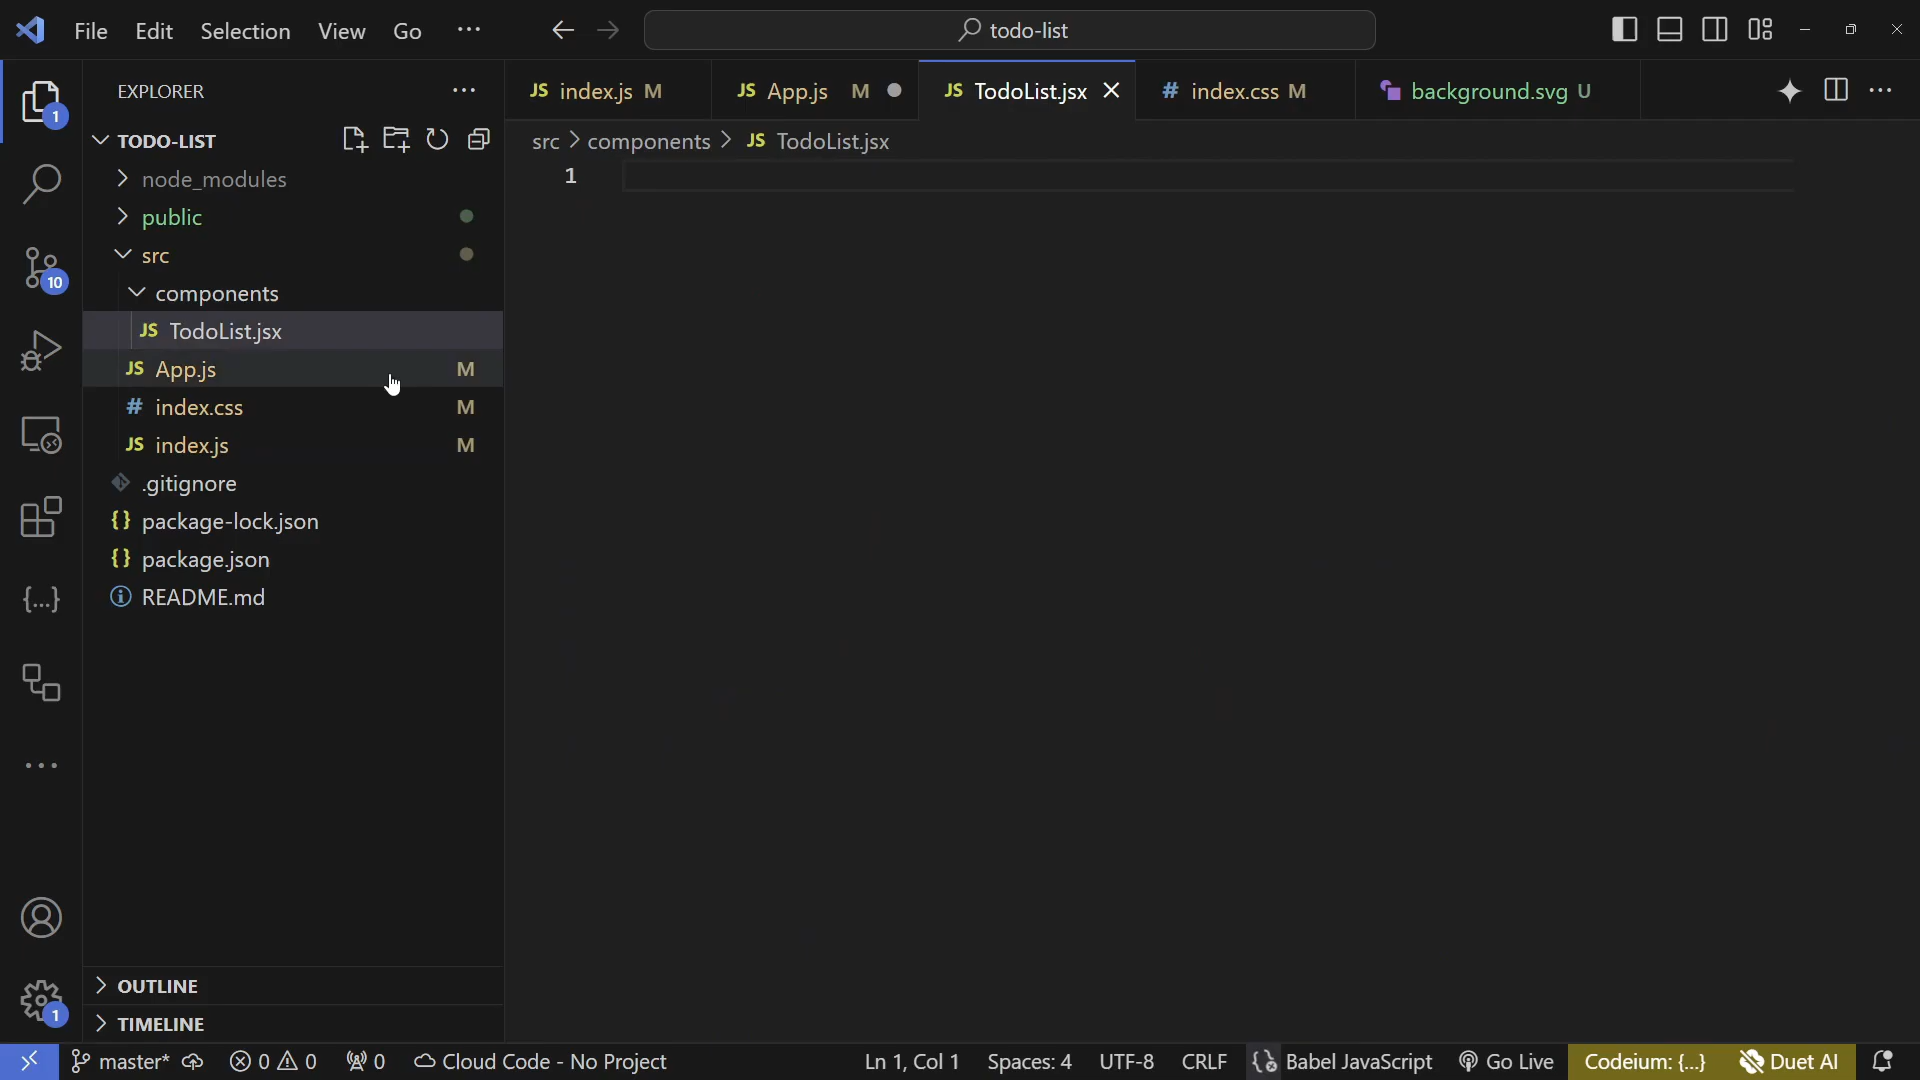 File Edit Selection View Go ··· todo-list
EXPLORER ···
JS index.js M
JS App.js M
JS TodoList.jsx
# index.css M
background.svg U
TODO-LIST
src > components > JS TodoList.jsx
1
node_modules
public
src
components
JS TodoList.jsx
JS App.js M
# index.css M
JS index.js M
.gitignore
{} package-lock.json
{} package.json
README.md
1
10
{...}
1
OUTLINE
TIMELINE
master* 0 0 0 Cloud Code - No Project Ln 1, Col 1 Spaces: 4 UTF-8 CRLF Babel JavaScript Go Live Codeium: {...} Duet AI